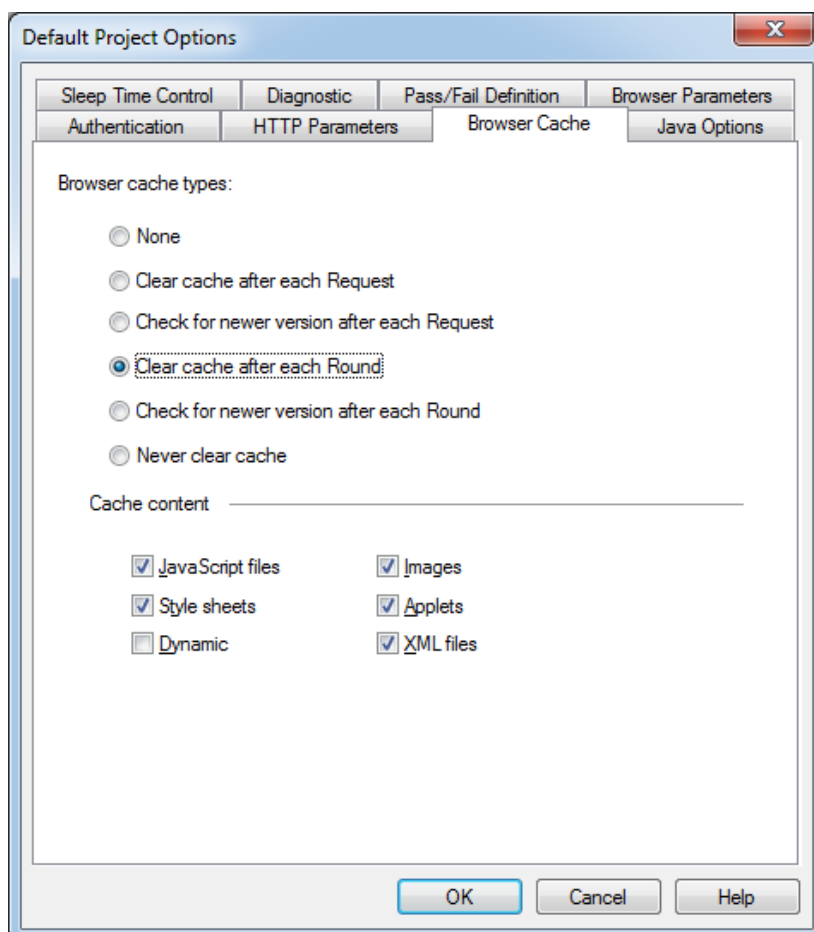 Default Project Options
Sleep Time Control Diagnostic Pass/Fail Definition Browser Parameters
Authentication HTTP Parameters Browser Cache Java Options
Browser cache types:
None
Clear cache after each Request
Check for newer version after each Request
Clear cache after each Round
Check for newer version after each Round
Never clear cache
Cache content
JavaScript files Images
Style sheets Applets
Dynamic XML files
OK Cancel Help